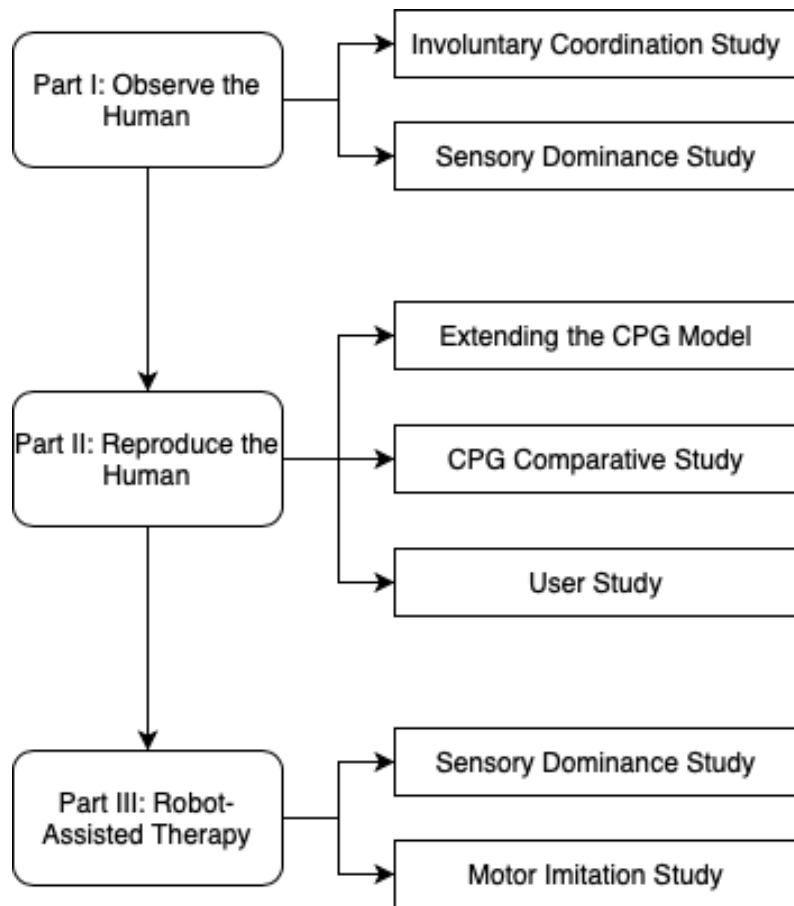 Part I: Observe the
Human
Involuntary Coordination Study
Sensory Dominance Study
Part II: Reproduce the
Human
Extending the CPG Model
CPG Comparative Study
User Study
Part III: Robot-
Assisted Therapy
Sensory Dominance Study
Motor Imitation Study